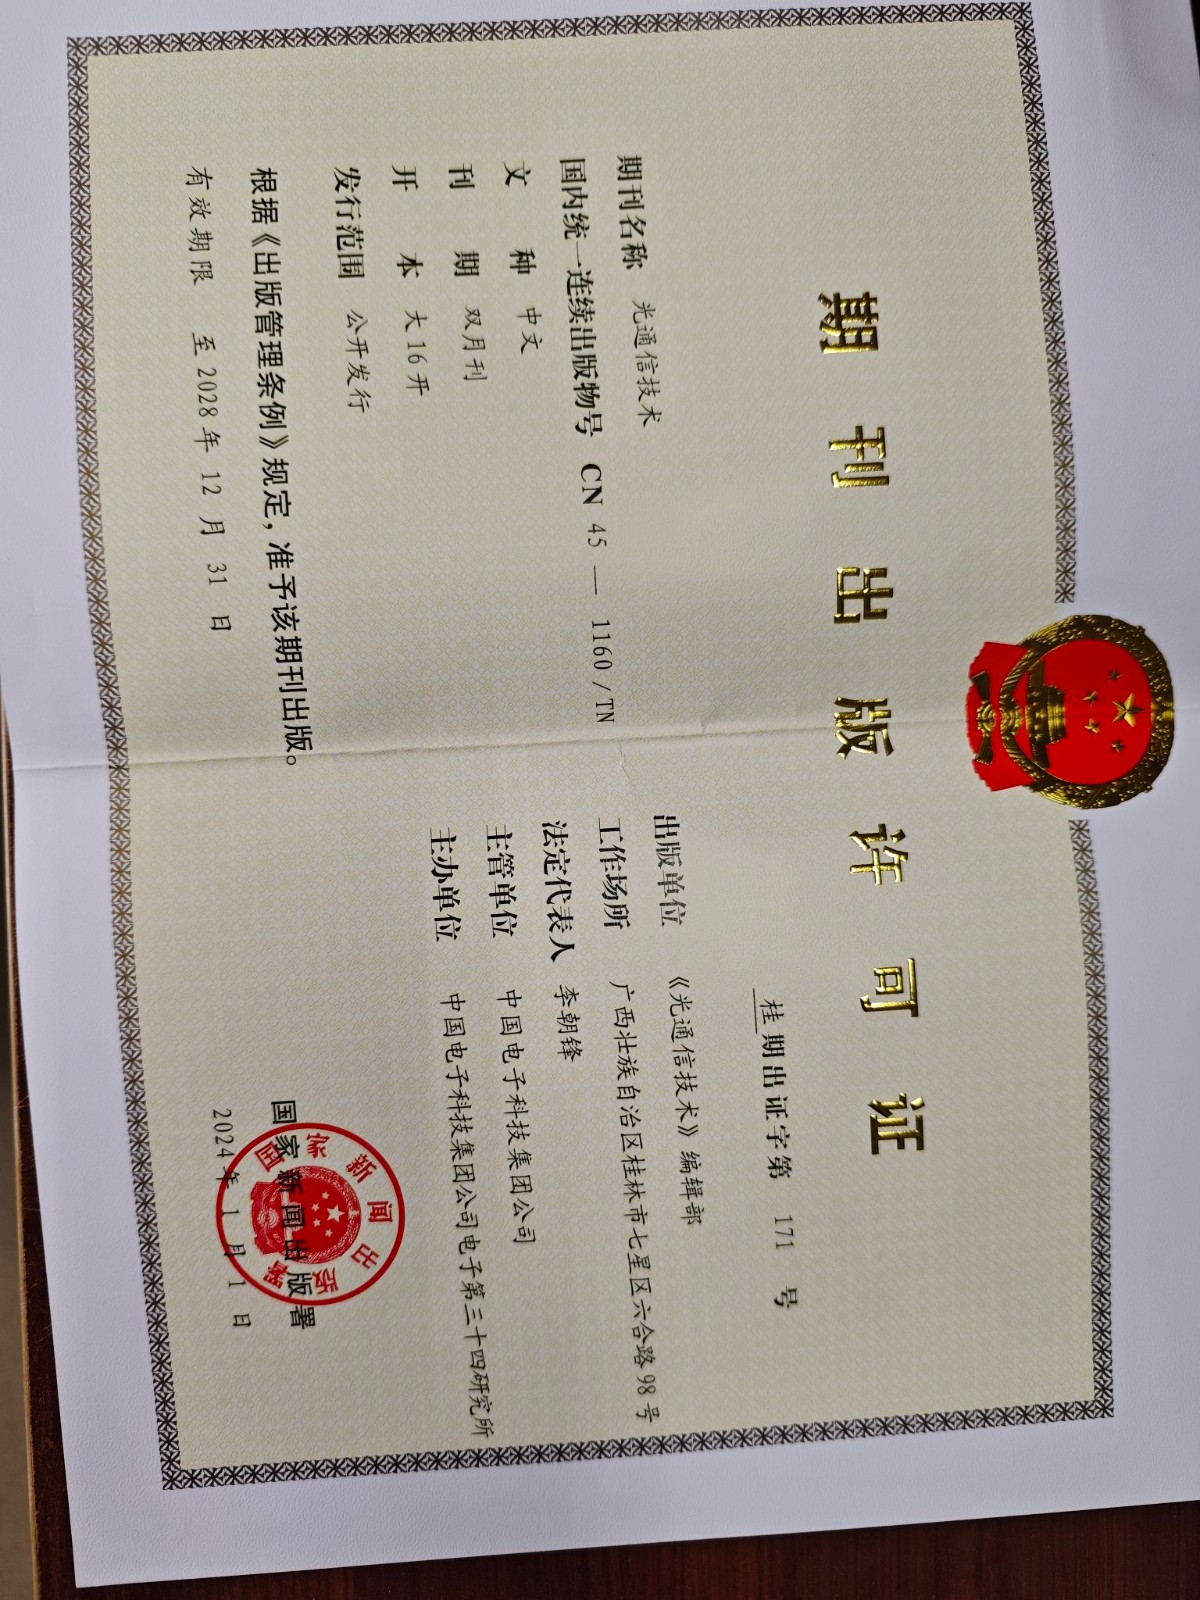 期刊出版许可证
桂期出证字第 171 号
期刊名称 光通信技术
国内统一连续出版物号 CN 45 — 1160 / TN
文种 中文
刊期 双月刊
开本 大16开
发行范围 公开发行
根据《出版管理条例》规定，准予该期刊出版。
有效期限 至 2028 年 12 月 31 日
出版单位 《光通信技术》编辑部
工作场所 广西壮族自治区桂林市七星区六合路98号
法定代表人 李朝锋
主管单位 中国电子科技集团公司
主办单位 中国电子科技集团公司电子第三十四研究所
国家新闻出版署
2024 年 1 月 1 日
国家新闻出版署